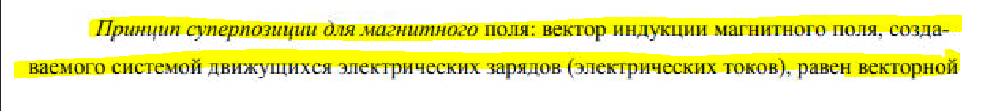 Принцип суперпозиции для магнитного поля: вектор индукции магнитного поля, созда-
ваемого системой движущихся электрических зарядов (электрических токов), равен векторной